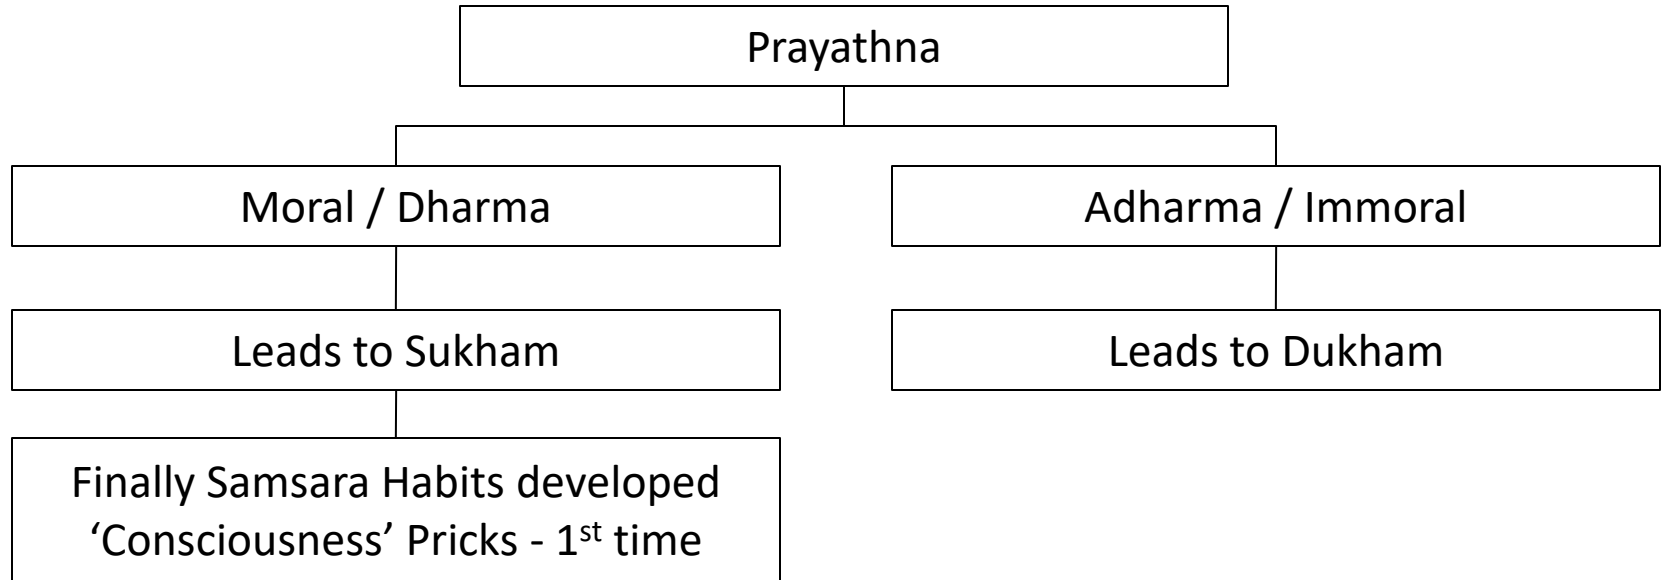 Prayathna
Moral / Dharma
Adharma / Immoral
Leads to Sukham
Leads to Dukham
Finally Samsara Habits developed
‘Consciousness’ Pricks - 1st time